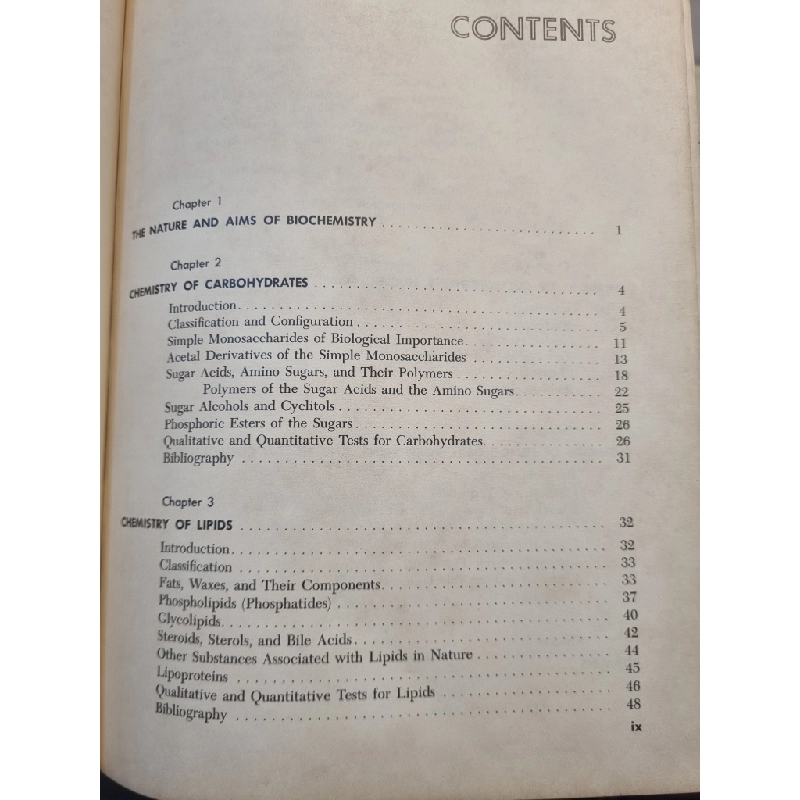 CONTENTS
Chapter 1
THE NATURE AND AIMS OF BIOCHEMISTRY . . . . . . . . . . . . . . . . . . . . . . . . . . 1
Chapter 2
CHEMISTRY OF CARBOHYDRATES . . . . . . . . . . . . . . . . . . . . . . . . . . . . . . . . . . 4
Introduction . . . . . . . . . . . . . . . . . . . . . . . . . . . . . . . . . . . . . . . . . . . 4
Classification and Configuration . . . . . . . . . . . . . . . . . . . . . . . . . . . . . 5
Simple Monosaccharides of Biological Importance . . . . . . . . . . . . . . . . 11
Acetal Derivatives of the Simple Monosaccharides . . . . . . . . . . . . . . . 13
Sugar Acids, Amino Sugars, and Their Polymers . . . . . . . . . . . . . . . . . 18
Polymers of the Sugar Acids and the Amino Sugars . . . . . . . . . . 22
Sugar Alcohols and Cyclitols . . . . . . . . . . . . . . . . . . . . . . . . . . . . . . . 25
Phosphoric Esters of the Sugars . . . . . . . . . . . . . . . . . . . . . . . . . . . . . 26
Qualitative and Quantitative Tests for Carbohydrates . . . . . . . . . . . . . 26
Bibliography . . . . . . . . . . . . . . . . . . . . . . . . . . . . . . . . . . . . . . . . . . 31
Chapter 3
CHEMISTRY OF LIPIDS . . . . . . . . . . . . . . . . . . . . . . . . . . . . . . . . . . . . . . . . . . 32
Introduction . . . . . . . . . . . . . . . . . . . . . . . . . . . . . . . . . . . . . . . . . . . 32
Classification . . . . . . . . . . . . . . . . . . . . . . . . . . . . . . . . . . . . . . . . . . 33
Fats, Waxes, and Their Components . . . . . . . . . . . . . . . . . . . . . . . . . . 33
Phospholipids (Phosphatides) . . . . . . . . . . . . . . . . . . . . . . . . . . . . . . . 37
Glycolipids . . . . . . . . . . . . . . . . . . . . . . . . . . . . . . . . . . . . . . . . . . . . 40
Steroids, Sterols, and Bile Acids . . . . . . . . . . . . . . . . . . . . . . . . . . . . . 42
Other Substances Associated with Lipids in Nature . . . . . . . . . . . . . . . 44
Lipoproteins . . . . . . . . . . . . . . . . . . . . . . . . . . . . . . . . . . . . . . . . . . . 45
Qualitative and Quantitative Tests for Lipids . . . . . . . . . . . . . . . . . . . . 46
Bibliography . . . . . . . . . . . . . . . . . . . . . . . . . . . . . . . . . . . . . . . . . . 48
ix